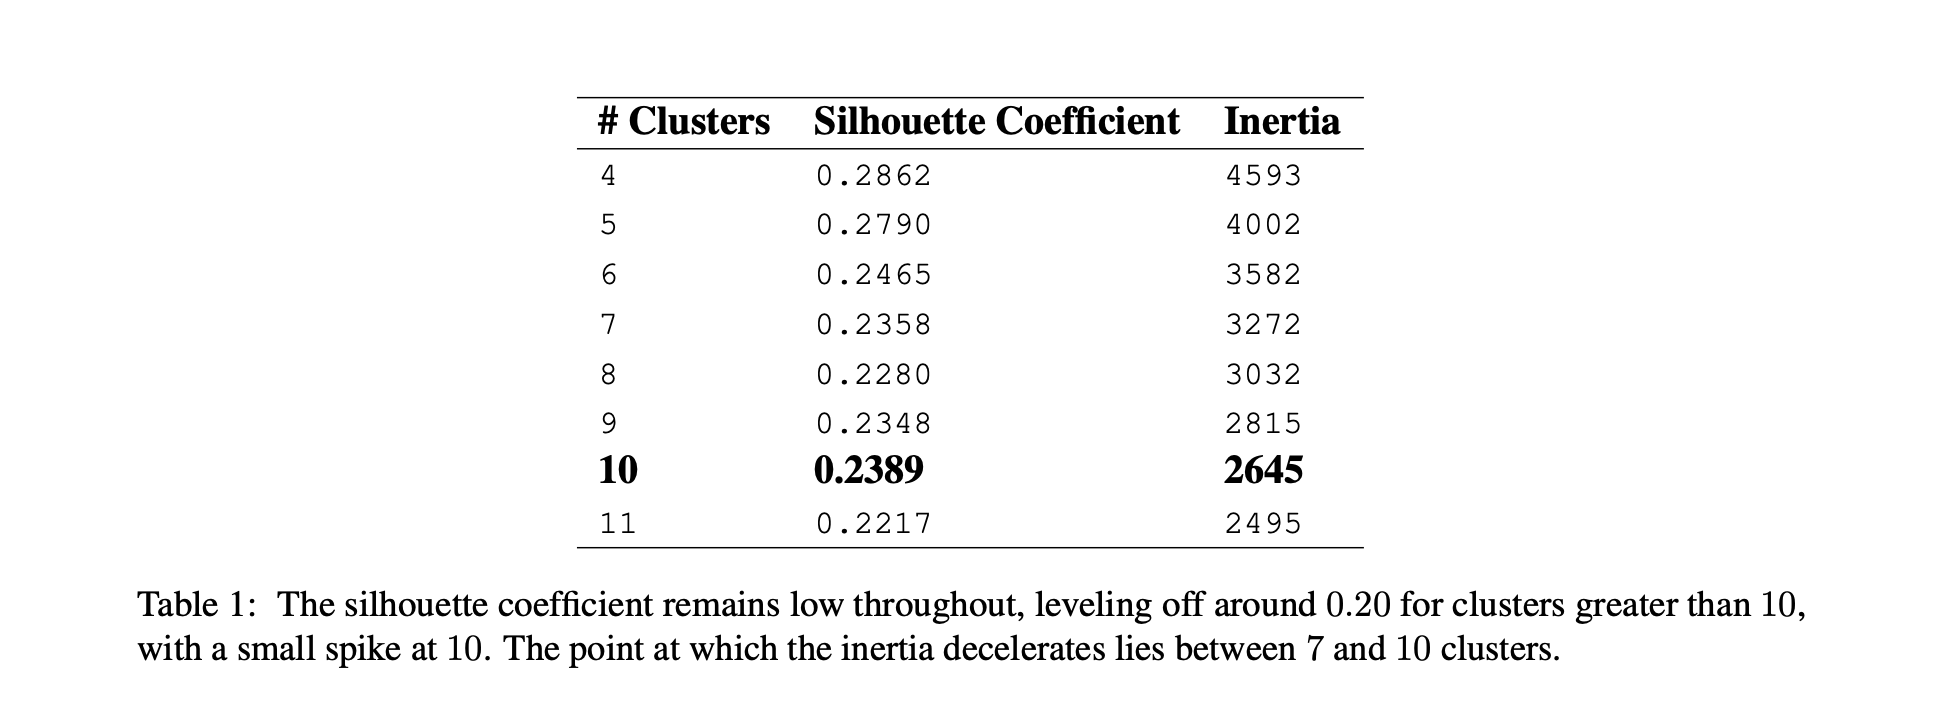 # Clusters Silhouette Coefficient Inertia
4 0.2862 4593
5 0.2790 4002
6 0.2465 3582
7 0.2358 3272
8 0.2280 3032
9 0.2348 2815
10 0.2389 2645
11 0.2217 2495
Table 1: The silhouette coefficient remains low throughout, leveling off around 0.20 for clusters greater than 10,
with a small spike at 10. The point at which the inertia decelerates lies between 7 and 10 clusters.